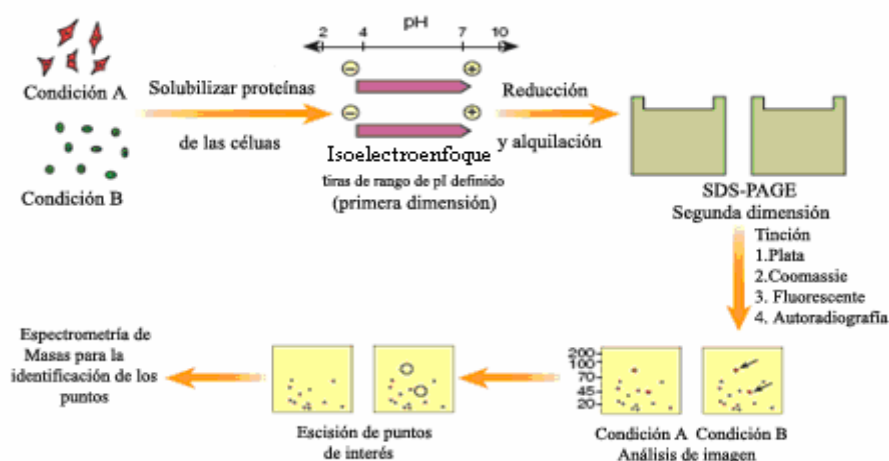 pH
2 4 7 10
Condición A
Solubilizar proteínas
de las céluas
Condición B
− +
− +
Isoelectroenfoque
tiras de rango de pI definido
(primera dimensión)
Reducción
y alquilación
SDS-PAGE
Segunda dimensión
Tinción
1.Plata
2.Coomassie
3. Fluorescente
4. Autoradiografía
200
100
70
45
20
Condición A Condición B
Análisis de imagen
Escisión de puntos
de interés
Espectrometría de
Masas para la
identificación de los
puntos